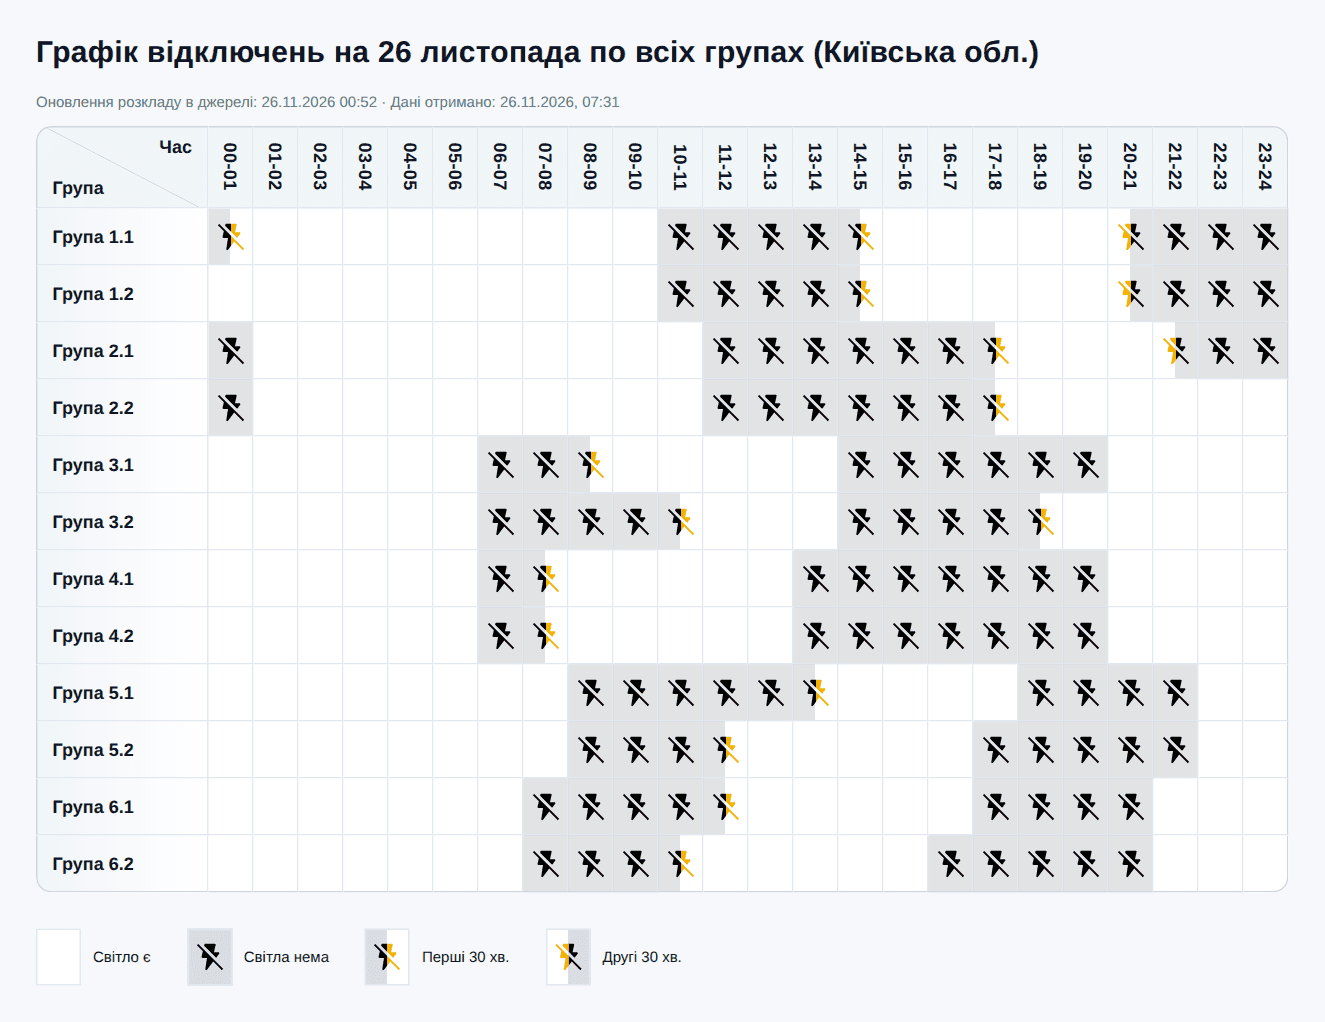 Графік відключень на 26 листопада по всіх групах (Київська обл.)
Оновлення розкладу в джерелі: 26.11.2026 00:52 · Дані отримано: 26.11.2026, 07:31
Час
Група
00-01 01-02 02-03 03-04 04-05 05-06 06-07 07-08 08-09 09-10 10-11 11-12 12-13 13-14 14-15 15-16 16-17 17-18 18-19 19-20 20-21 21-22 22-23 23-24
Група 1.1
Група 1.2
Група 2.1
Група 2.2
Група 3.1
Група 3.2
Група 4.1
Група 4.2
Група 5.1
Група 5.2
Група 6.1
Група 6.2
Світло є
Світла нема
Перші 30 хв.
Другі 30 хв.